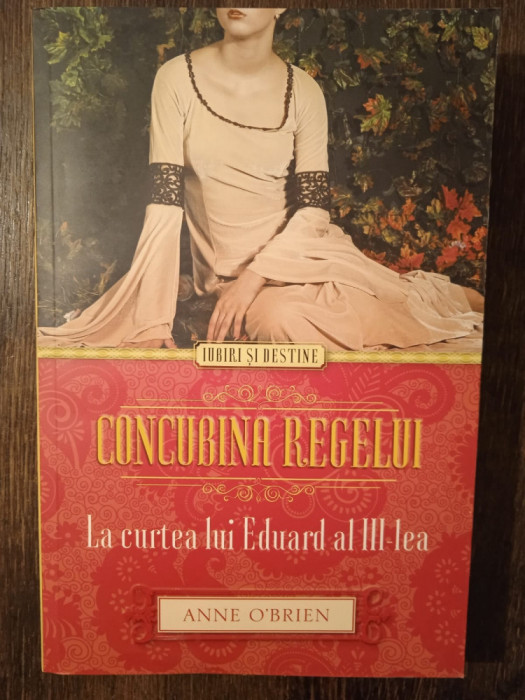 IUBIRI ȘI DESTINE
CONCUBINA REGELUI
La curtea lui Eduard al III-lea
ANNE O'BRIEN